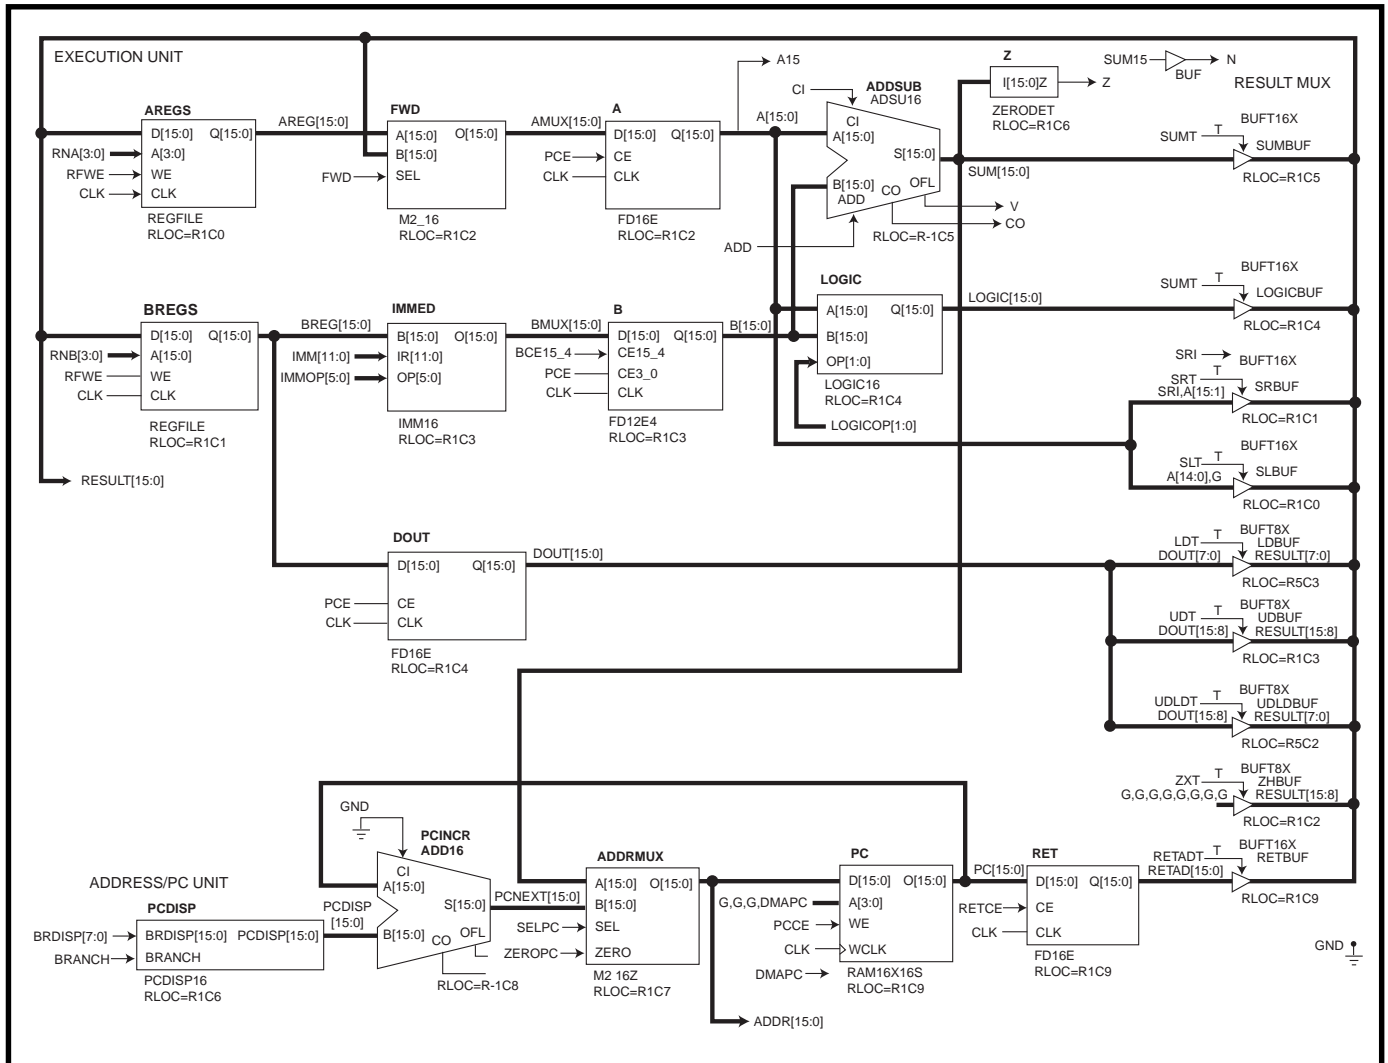 EXECUTION UNIT
RESULT MUX
AREGS
D[15:0] Q[15:0]
RNA[3:0] A[3:0]
RFWE WE
CLK CLK
REGFILE
RLOC=R1C0
AREG[15:0]
FWD
A[15:0] O[15:0]
B[15:0]
FWD SEL
M2_16
RLOC=R1C2
AMUX[15:0]
A
D[15:0] Q[15:0]
PCE CE
CLK CLK
FD16E
RLOC=R1C2
A15
A[15:0]
CI
ADDSUB
ADSU16
CI
A[15:0]
S[15:0]
B[15:0]
ADD
CO
OFL
V
CO
ADD
RLOC=R-1C5
SUM[15:0]
Z
I[15:0]Z
Z
ZERODET
RLOC=R1C6
SUM15
BUF
N
BUFT16X
SUMT T
SUMBUF
RLOC=R1C5
BREGS
D[15:0] Q[15:0]
RNB[3:0] A[15:0]
RFWE WE
CLK CLK
REGFILE
RLOC=R1C1
RESULT[15:0]
BREG[15:0]
IMMED
B[15:0] O[15:0]
IMM[11:0] IR[11:0]
IMMOP[5:0] OP[5:0]
IMM16
RLOC=R1C3
BMUX[15:0]
B
D[15:0] Q[15:0]
BCE15_4 CE15_4
PCE CE3_0
CLK CLK
FD12E4
RLOC=R1C3
B[15:0]
LOGIC
A[15:0] Q[15:0]
B[15:0]
OP[1:0]
LOGIC16
RLOC=R1C4
LOGICOP[1:0]
LOGIC[15:0]
BUFT16X
SUMT T
LOGICBUF
RLOC=R1C4
SRI
BUFT16X
SRT T
SRI,A[15:1]
SRBUF
RLOC=R1C1
BUFT16X
SLT T
A[14:0],G
SLBUF
RLOC=R1C0
DOUT
D[15:0] Q[15:0]
PCE CE
CLK CLK
FD16E
RLOC=R1C4
DOUT[15:0]
BUFT8X
LDT T LDBUF
DOUT[7:0] RESULT[7:0]
RLOC=R5C3
BUFT8X
UDT T UDBUF
DOUT[15:8] RESULT[15:8]
RLOC=R1C3
BUFT8X
UDLDT T UDLDBUF
DOUT[15:8] RESULT[7:0]
RLOC=R5C2
BUFT8X
ZXT T ZHBUF
G,G,G,G,G,G,G,G RESULT[15:8]
RLOC=R1C2
BUFT16X
RETADT T RETBUF
RETAD[15:0]
RLOC=R1C9
ADDRESS/PC UNIT
PCDISP
BRDISP[7:0] BRDISP[15:0] PCDISP[15:0]
BRANCH BRANCH
PCDISP16
RLOC=R1C6
PCDISP
[15:0]
GND
PCINCR
ADD16
CI
A[15:0]
S[15:0]
B[15:0]
CO
OFL
RLOC=R-1C8
PCNEXT[15:0]
ADDRMUX
A[15:0] O[15:0]
B[15:0]
SELPC SEL
ZEROPC ZERO
M2 16Z
RLOC=R1C7
ADDR[15:0]
PC
D[15:0] O[15:0]
G,G,G,DMAPC A[3:0]
PCCE WE
CLK WCLK
DMAPC
RAM16X16S
RLOC=R1C9
PC[15:0]
RET
D[15:0] Q[15:0]
RETCE CE
CLK CLK
FD16E
RLOC=R1C9
GND